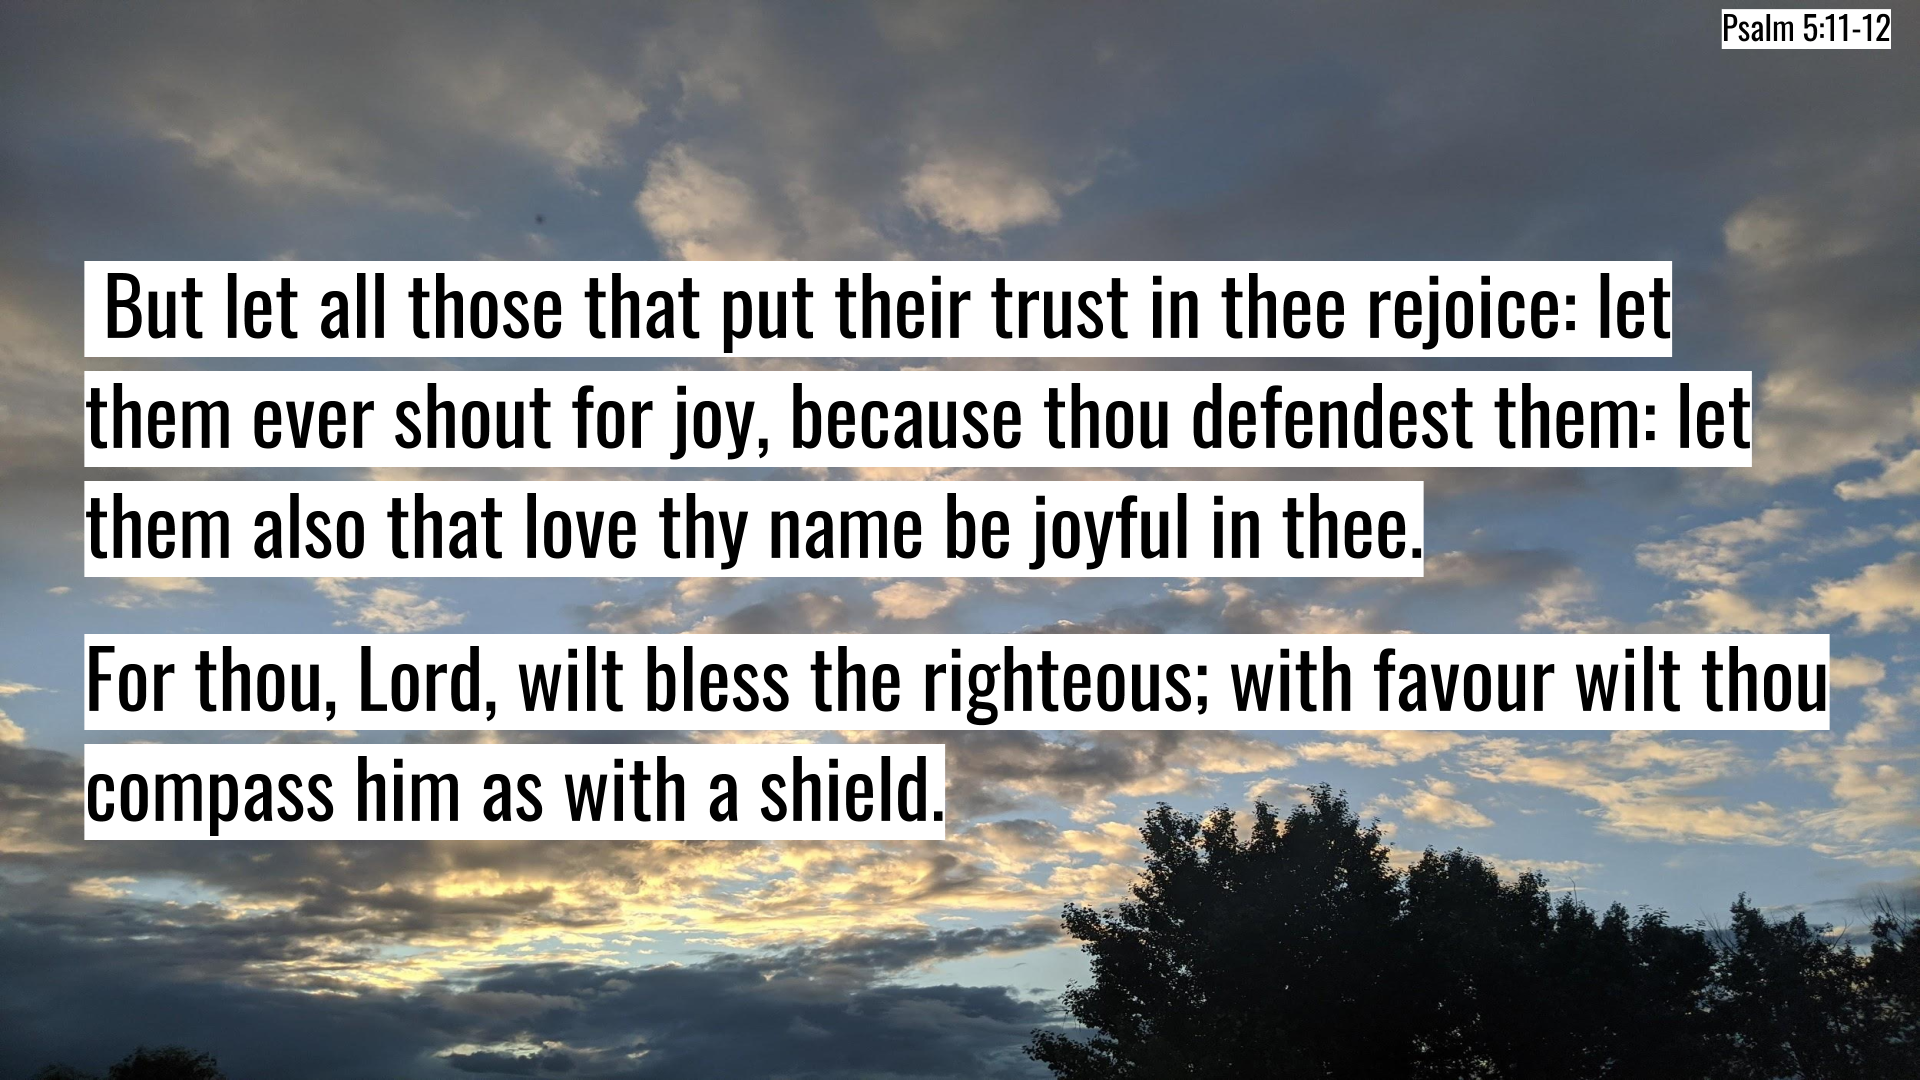 Psalm 5:11-12
But let all those that put their trust in thee rejoice: let
them ever shout for joy, because thou defendest them: let
them also that love thy name be joyful in thee.
For thou, Lord, wilt bless the righteous; with favour wilt thou
compass him as with a shield.